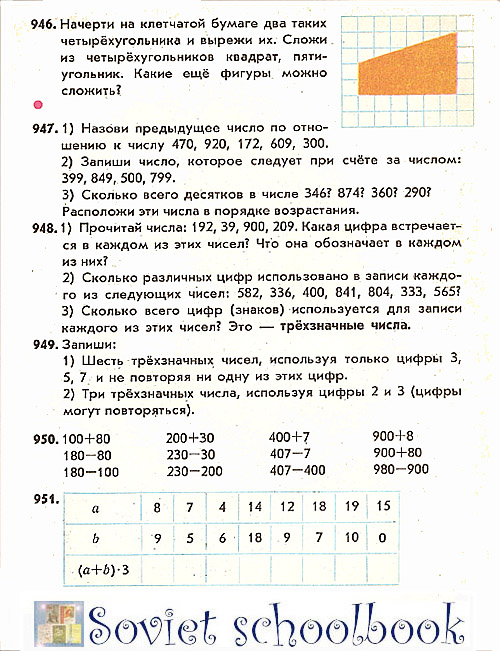 946. Начерти на клетчатой бумаге два таких
четырёхугольника и вырежи их. Сложи
из четырёхугольников квадрат, пяти-
угольник. Какие ещё фигуры можно
сложить?
947. 1) Назови предыдущее число по отно-
шению к числу 470, 920, 172, 609, 300.
2) Запиши число, которое следует при счёте за числом:
399, 849, 500, 799.
3) Сколько всего десятков в числе 346? 874? 360? 290?
Расположи эти числа в порядке возрастания.
948. 1) Прочитай числа: 192, 39, 900, 209. Какая цифра встречает-
ся в каждом из этих чисел? Что она обозначает в каждом
из них?
2) Сколько различных цифр использовано в записи каждо-
го из следующих чисел: 582, 336, 400, 841, 804, 333, 565?
3) Сколько всего цифр (знаков) используется для записи
каждого из этих чисел? Это — трёхзначные числа.
949. Запиши:
1) Шесть трёхзначных чисел, используя только цифры 3,
5, 7 и не повторяя ни одну из этих цифр.
2) Три трёхзначных числа, используя цифры 2 и 3 (цифры
могут повторяться).
950. 100+80 200+30 400+7 900+8
180—80 230—30 407—7 900+80
180—100 230—200 407—400 980—900
951. a 8 7 4 14 12 18 19 15
b 9 5 6 18 9 7 10 0
(a+b)·3
Soviet schoolbook